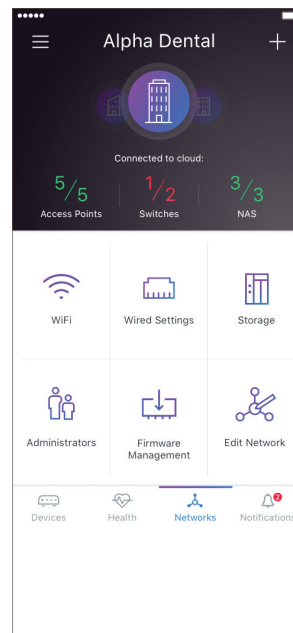 Alpha Dental
Connected to cloud:
5/5 1/2 3/3
Access Points Switches NAS
WiFi Wired Settings Storage
Administrators Firmware Management Edit Network
2
Devices Health Networks Notifications